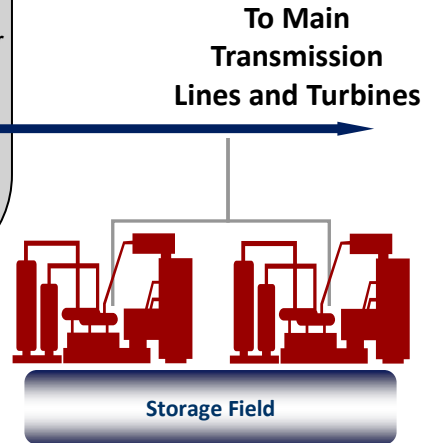 r
To Main
Transmission
Lines and Turbines
Storage Field